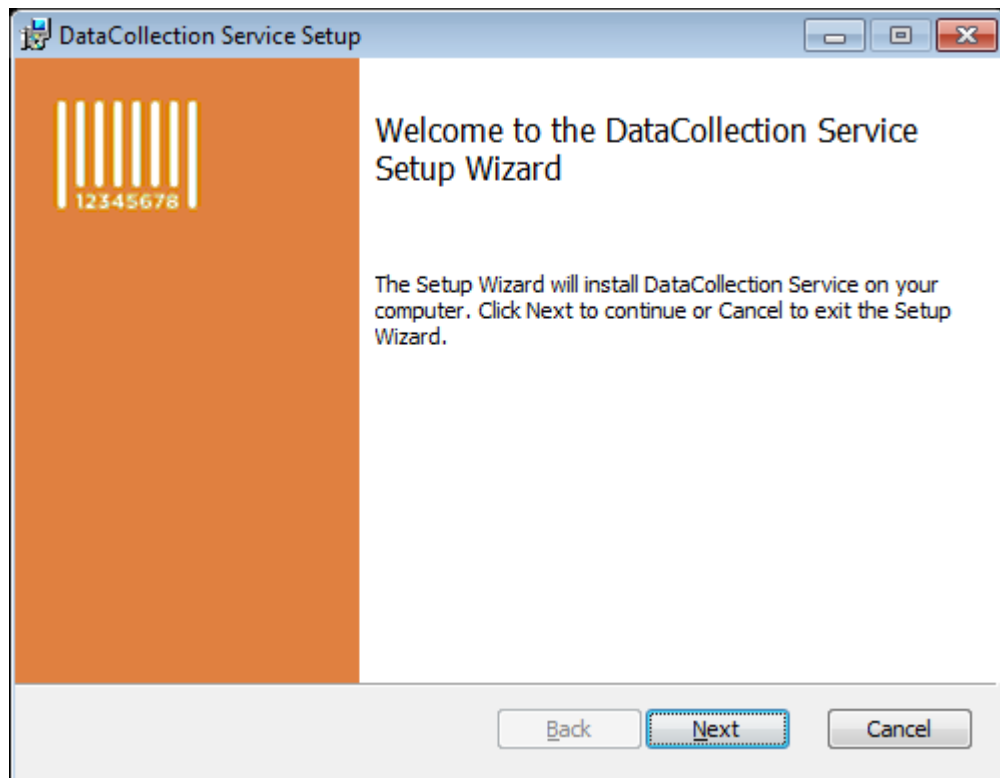 DataCollection Service Setup
12345678
Welcome to the DataCollection Service
Setup Wizard
The Setup Wizard will install DataCollection Service on your
computer. Click Next to continue or Cancel to exit the Setup
Wizard.
Back
Next
Cancel